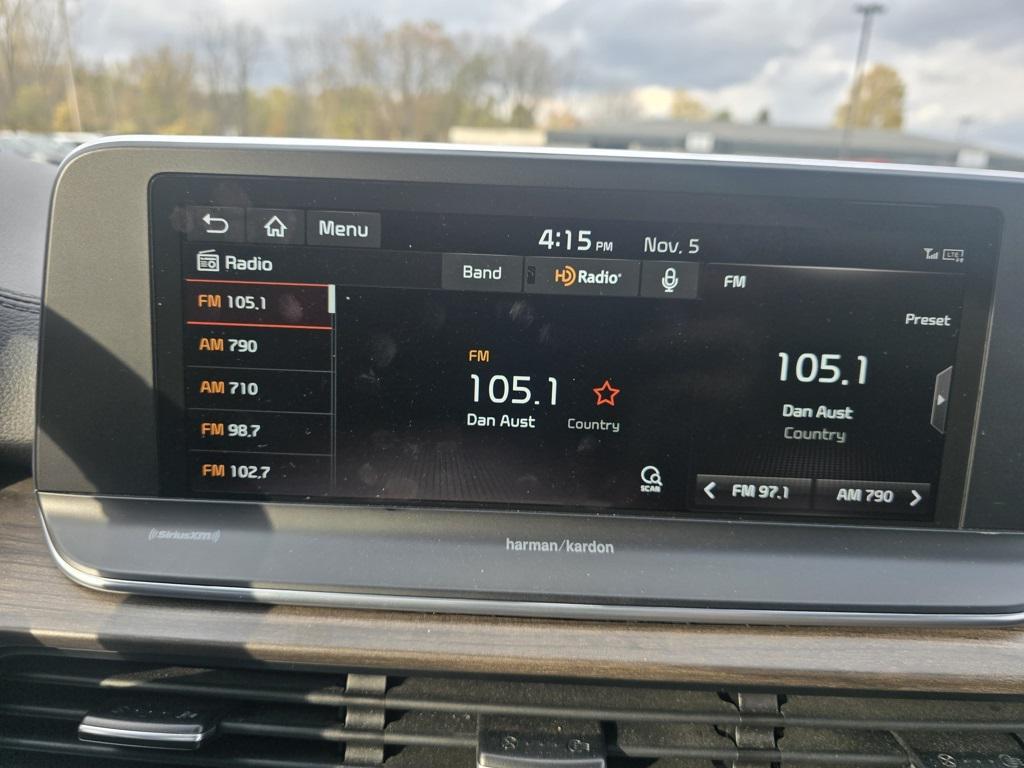 Menu
4:15 PM Nov. 5
LTE
Radio
Band
HD Radio
FM
FM 105.1
AM 790
AM 710
FM 98.7
FM 102.7
FM
105.1
Dan Aust
Country
SCAN
Preset
105.1
Dan Aust
Country
FM 97.1
AM 790
SiriusXM
harman/kardon